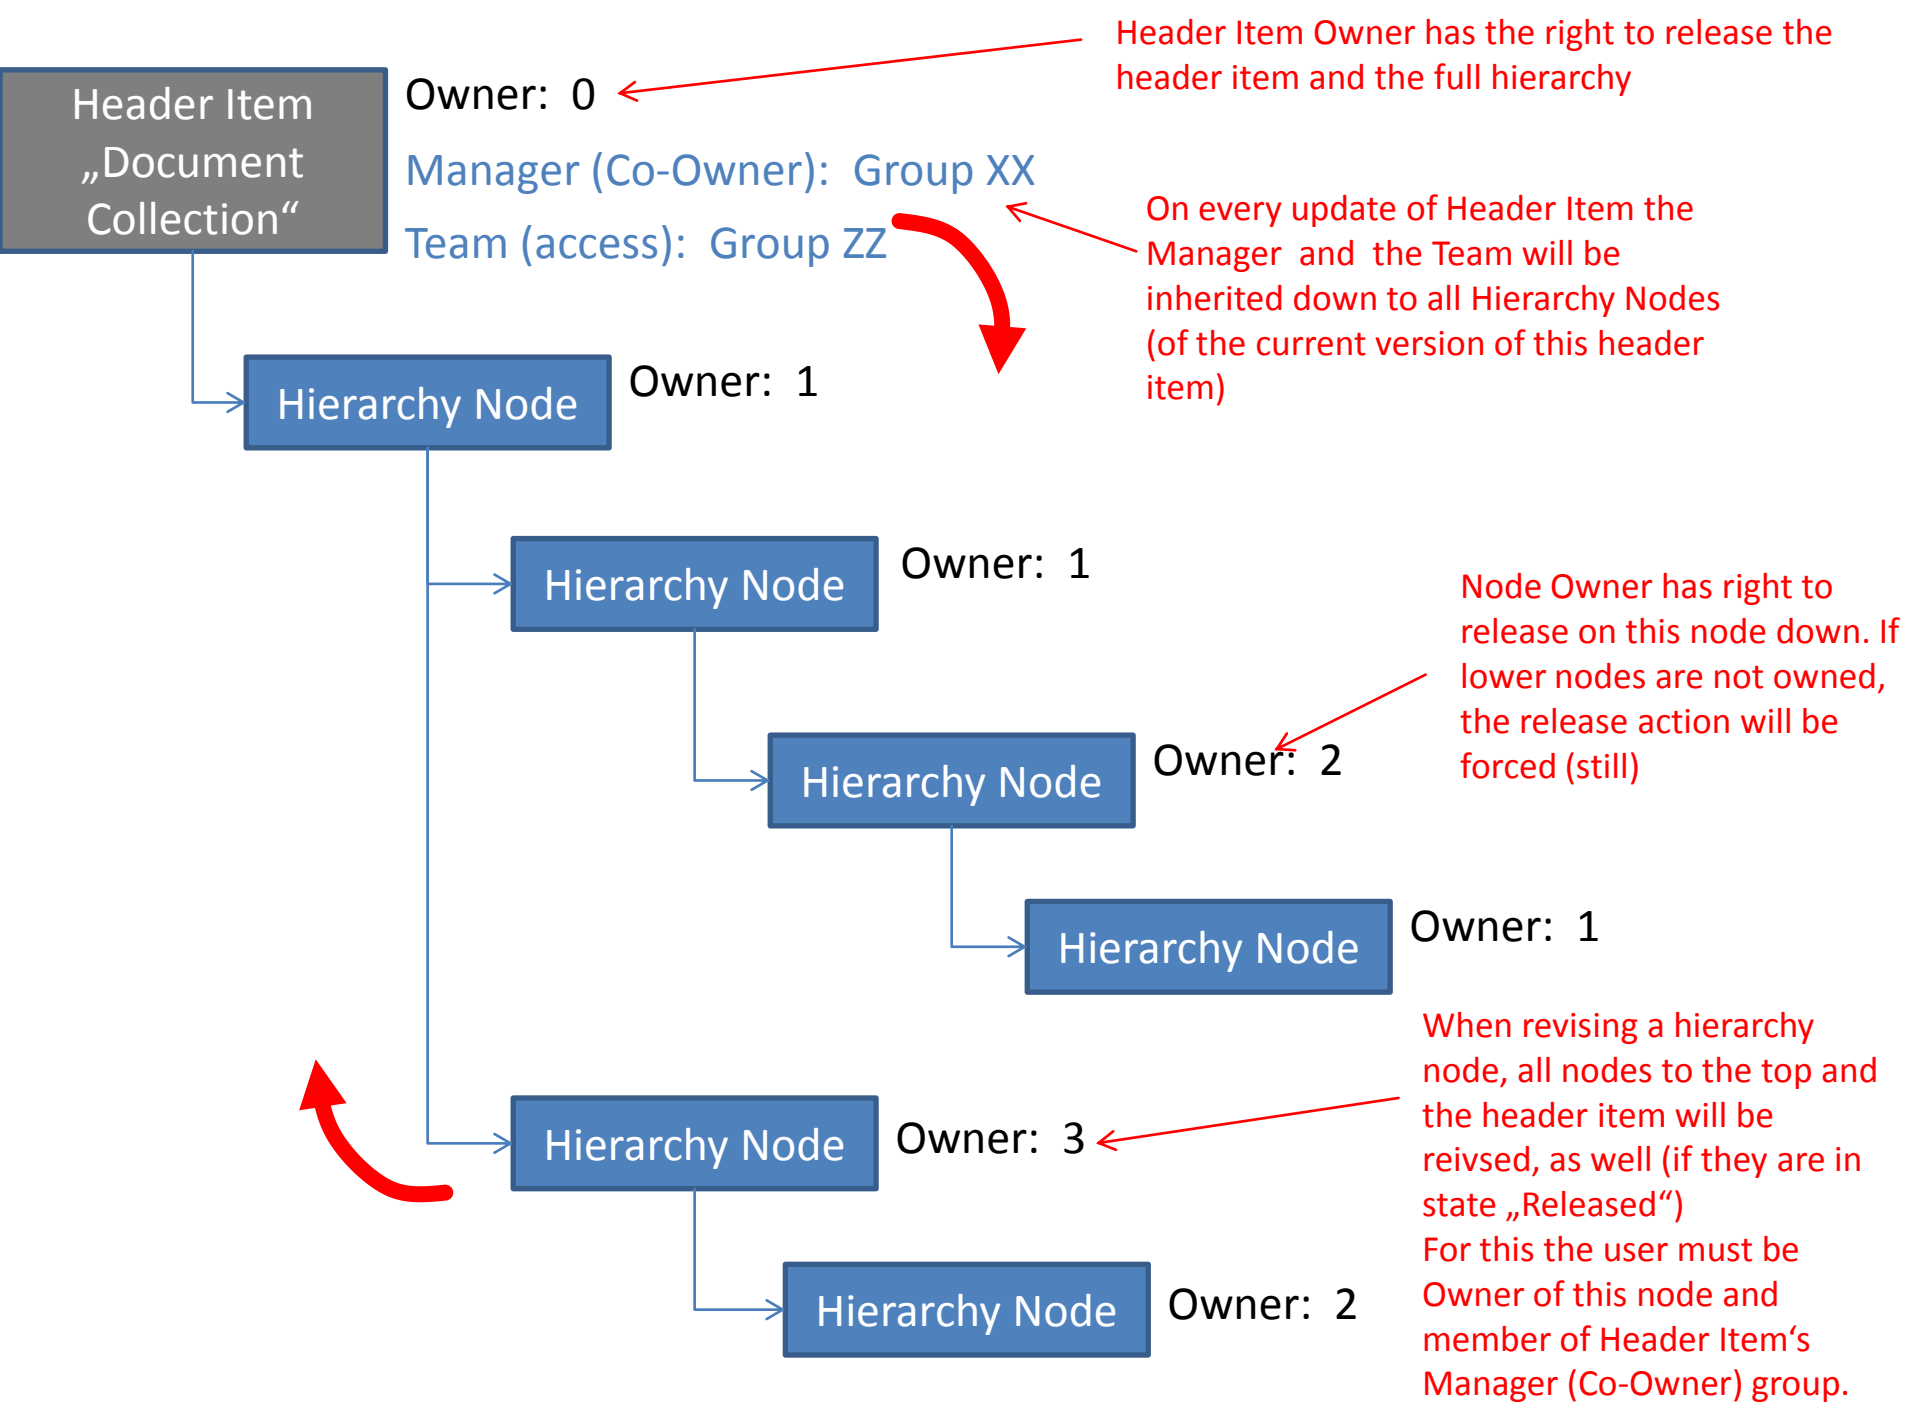 Header Item Owner has the right to release the
header item and the full hierarchy
Header Item
„Document
Collection“
Owner: 0
Manager (Co-Owner): Group XX
Team (access): Group ZZ
On every update of Header Item the
Manager and the Team will be
inherited down to all Hierarchy Nodes
(of the current version of this header
item)
Hierarchy Node
Owner: 1
Hierarchy Node
Owner: 1
Node Owner has right to
release on this node down. If
lower nodes are not owned,
the release action will be
forced (still)
Hierarchy Node
Owner: 2
Hierarchy Node
Owner: 1
When revising a hierarchy
node, all nodes to the top and
the header item will be
reivsed, as well (if they are in
state „Released“)
For this the user must be
Owner of this node and
member of Header Item‘s
Manager (Co-Owner) group.
Hierarchy Node
Owner: 3
Hierarchy Node
Owner: 2